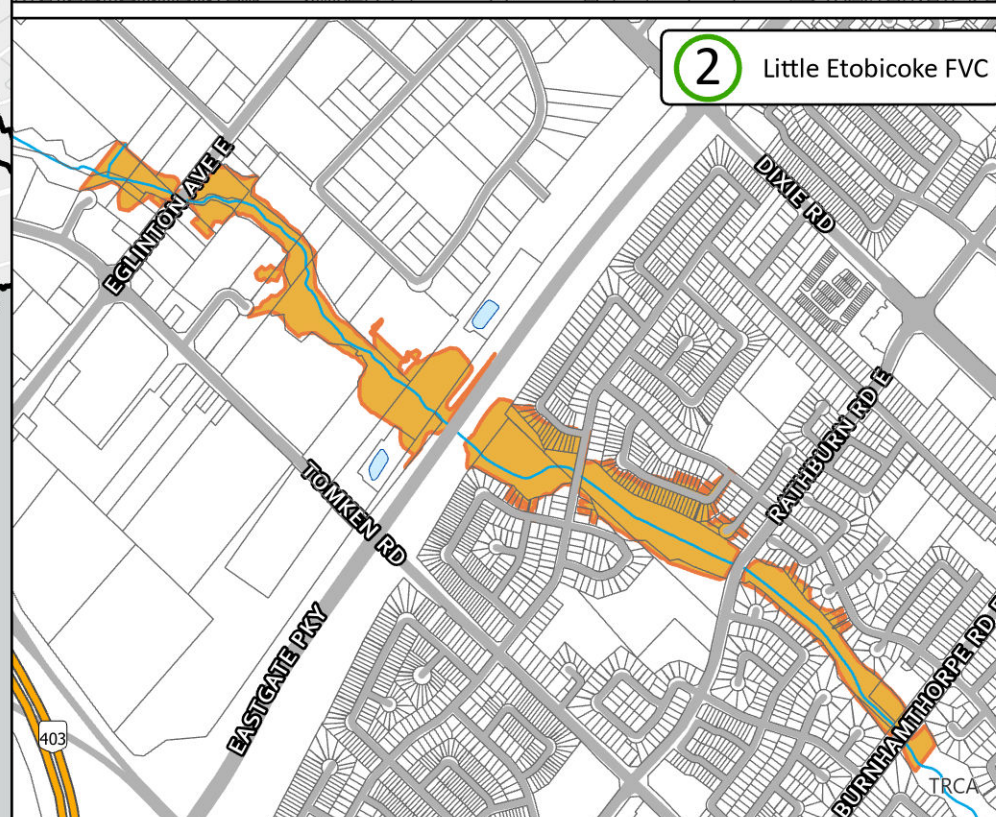 2 Little Etobicoke FVC
DIXIE RD
EGLINTON AVE E
RATHBURN RD E
TOMKEN RD
EASTGATE PKY
BURNHAMTHORPE RD E
403
TRCA